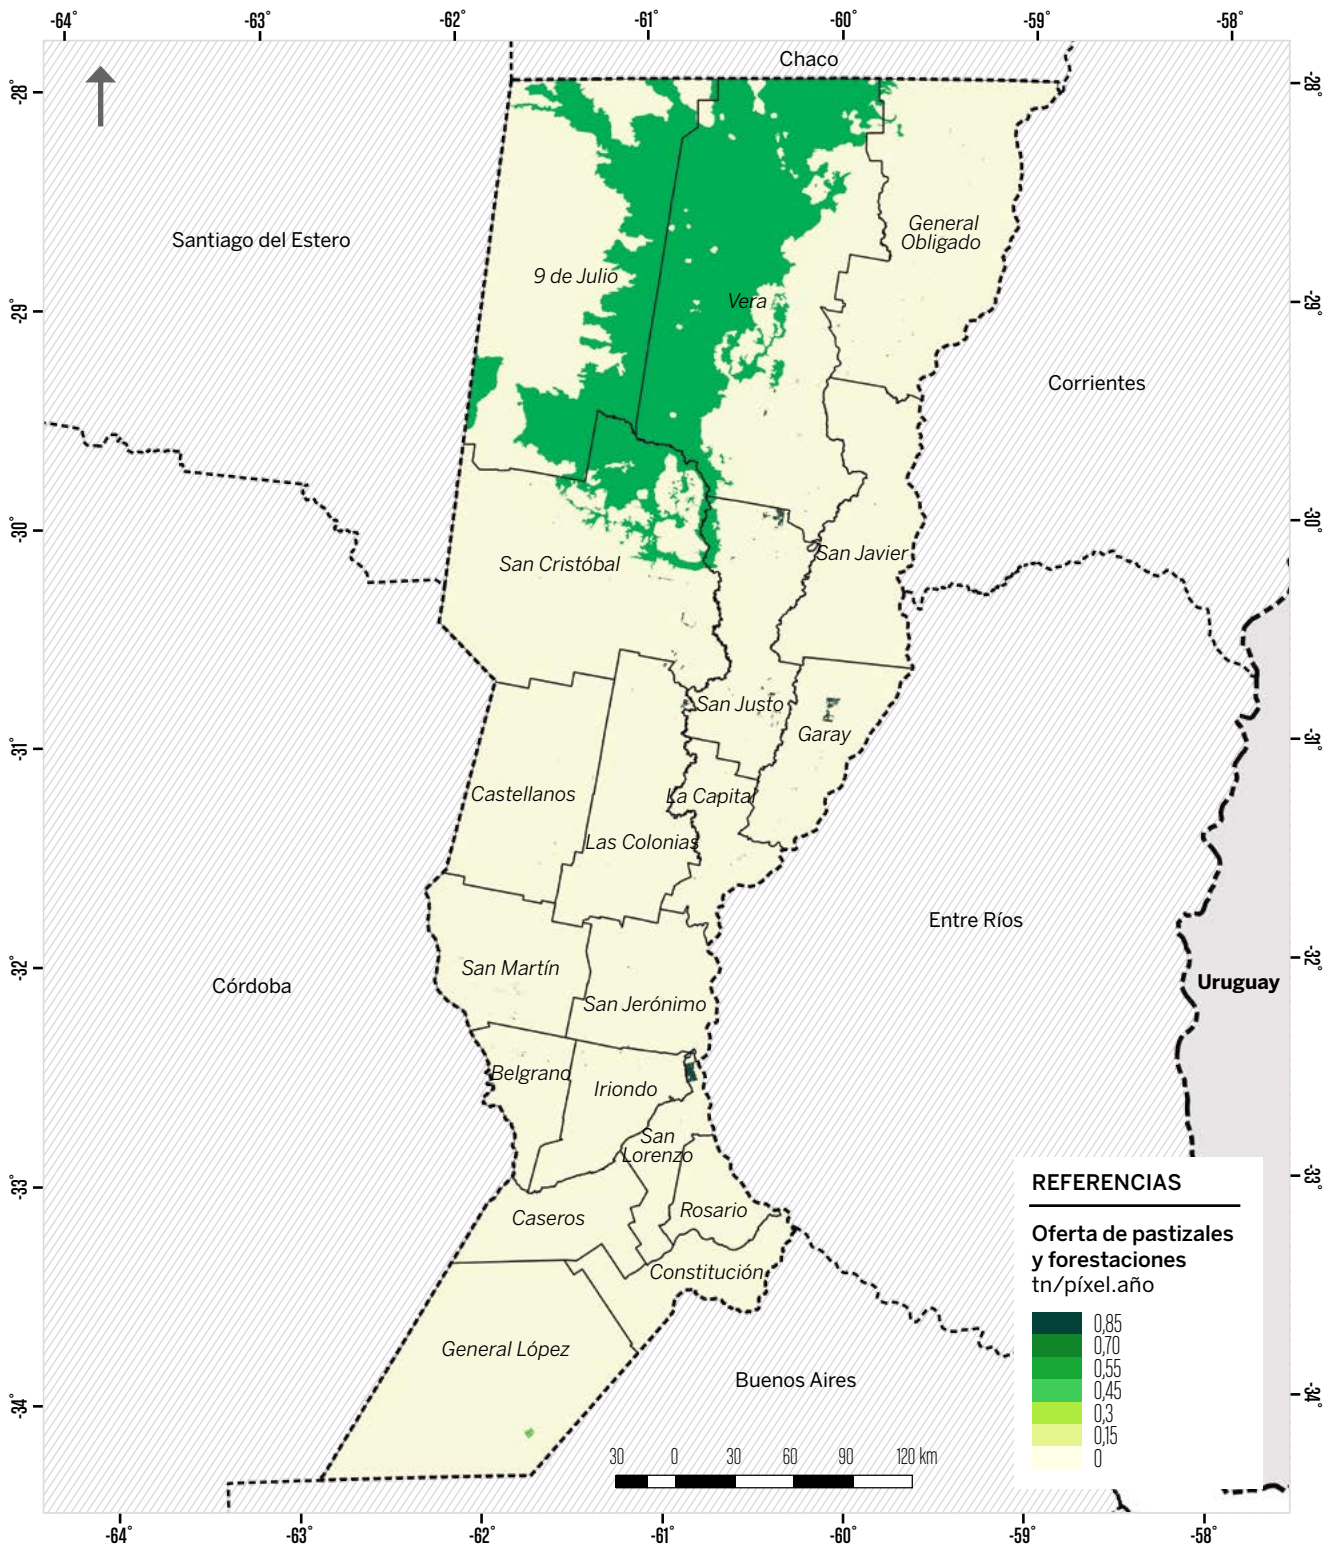 -64°
-63°
-62°
-61°
-60°
-59°
-58°
Chaco
-28°
-28°
Santiago del Estero
General
Obligado
9 de Julio
Vera
-29°
-29°
Corrientes
-30°
-30°
San Cristóbal
San Javier
San Justo
Garay
-31°
-31°
Castellanos
La Capital
Las Colonias
Entre Ríos
-32°
-32°
San Martín
Córdoba
Uruguay
San Jerónimo
Belgrano
Iriondo
San
Lorenzo
-33°
-33°
Caseros
Rosario
Constitución
General López
Buenos Aires
-34°
-34°
REFERENCIAS
Oferta de pastizales
y forestaciones
tn/píxel.año
0,85
0,70
0,55
0,45
0,3
0,15
0
30 0 30 60 90 120 km
-64°
-63°
-62°
-61°
-60°
-59°
-58°